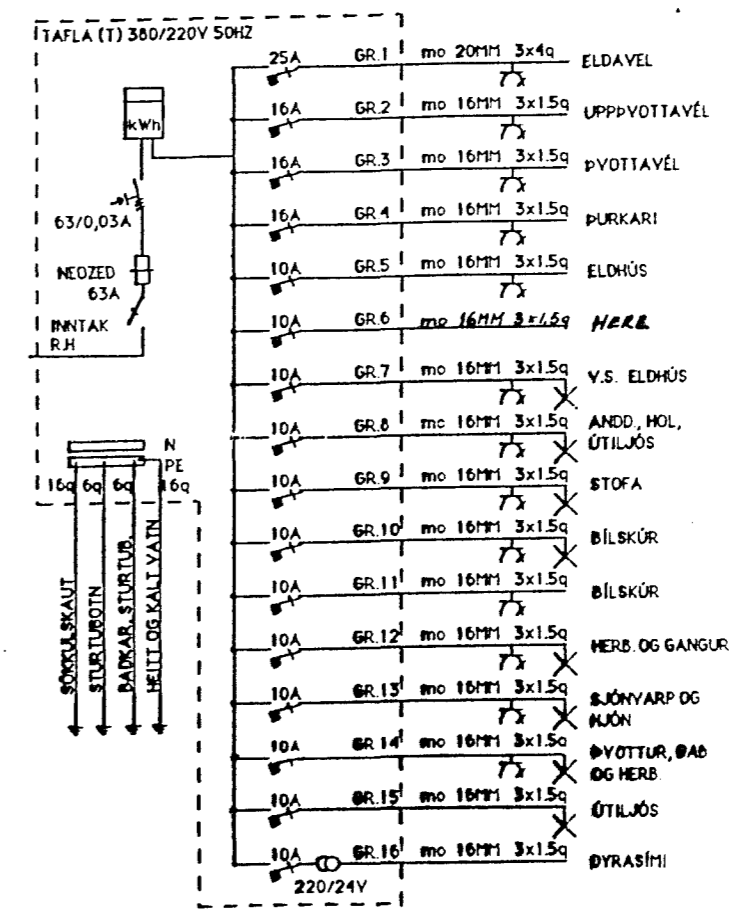 TAFLA (T) 380/220V 50HZ
kWh
63/0,03A
NEOZED
63A
INNTAK
R.H
N
PE
16q 6q 6q 16q
SÖKKULSKAUT
STURTUBOTN
BAÐKAR, STURTUB.
HEITT OG KALT VATN
25A GR.1 mo 20MM 3x4q ELDAVEL
16A GR.2 mo 16MM 3x1.5q UPPÞVOTTAVÉL
16A GR.3 mo 16MM 3x1.5q ÞVOTTAVÉL
16A GR.4 mo 16MM 3x1.5q ÞURKARI
10A GR.5 mo 16MM 3x1.5q ELDHÚS
10A GR.6 mo 16MM 3x1.5q HERB
10A GR.7 mo 16MM 3x1.5q V.S. ELDHÚS
10A GR.8 mo 16MM 3x1.5q ANDD., HOL,
ÚTILJÓS
10A GR.9 mo 16MM 3x1.5q STOFA
10A GR.10 mo 16MM 3x1.5q BÍLSKÚR
10A GR.11 mo 16MM 3x1.5q BÍLSKÚR
10A GR.12 mo 16MM 3x1.5q HERB. OG GANGUR
10A GR.13 mo 16MM 3x1.5q SJÓNVARP OG
HJÓN
10A GR.14 mo 16MM 3x1.5q ÞVOTTUR, BAÐ
OG HERB.
10A GR.15 mo 16MM 3x1.5q ÚTILJÓS
10A GR.16 mo 16MM 3x1.5q DYRASÍMI
220/24V